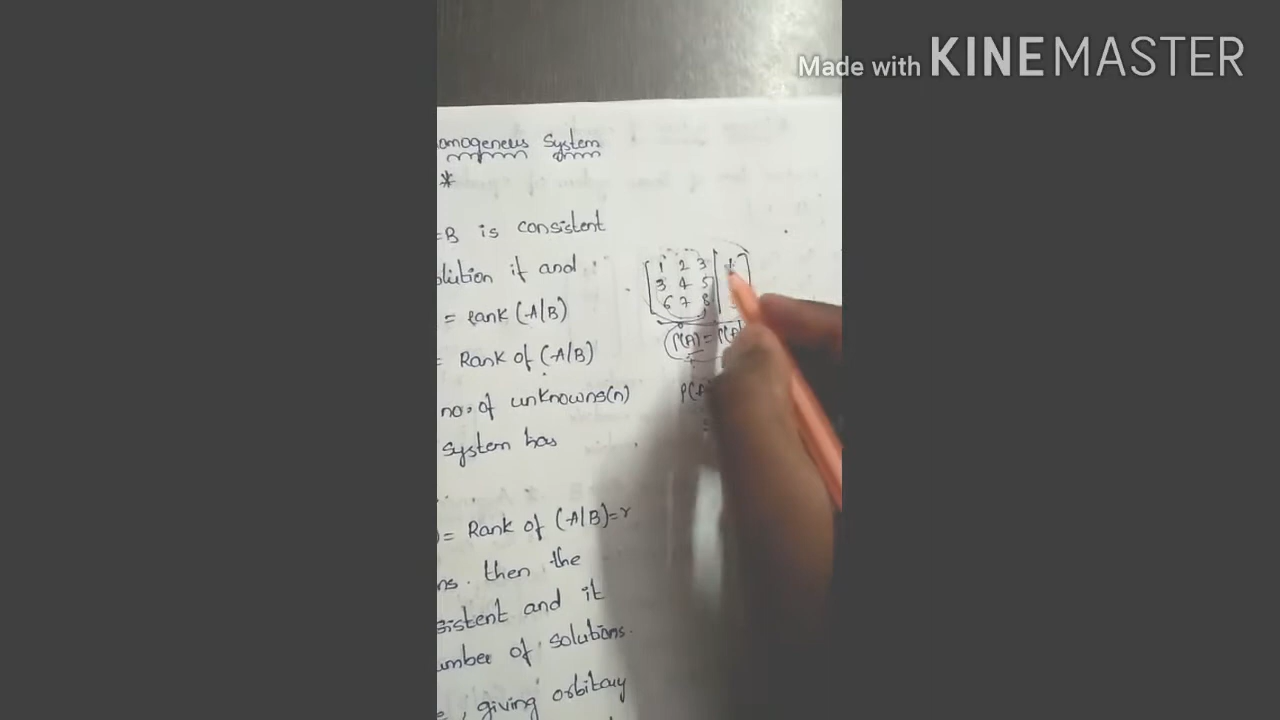 Made with KINEMASTER
omogeneus System
*
=B is consistent
lution if and
= rank (A/B)
= Rank of (A/B)
no. of unknowns(n)
System has
= Rank of (A/B)=r
ns. then the
sistent and it
umber of solutions.
, giving orbitary
1 2 3
3 4 5
6 7 8
ρ(A) = ρ(A
ρ(A